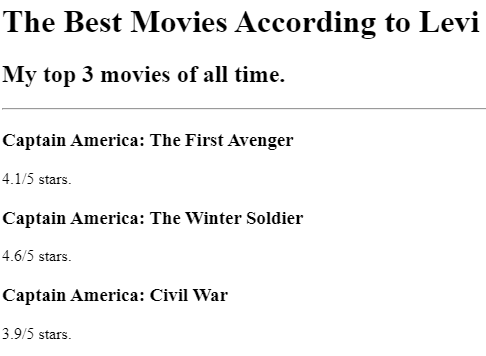 The Best Movies According to Levi
My top 3 movies of all time.
Captain America: The First Avenger
4.1/5 stars.
Captain America: The Winter Soldier
4.6/5 stars.
Captain America: Civil War
3.9/5 stars.